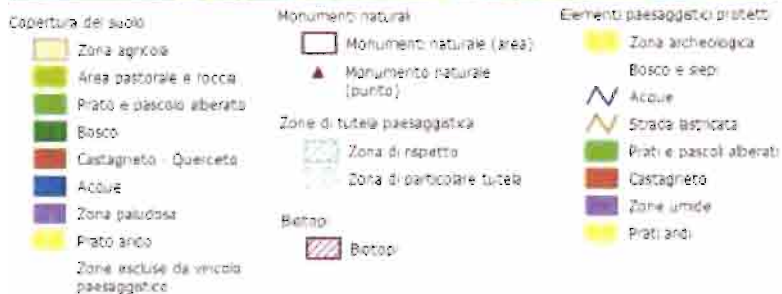 Copertura del suolo
Zona agricola
Area pastorale e roccia
Prato e pascolo alberato
Bosco
Castagneto - Querceto
Acque
Zona paludosa
Prato arido
Zone escluse da vincolo
paesaggistico
Monumenti naturali
Monumenti naturale (area)
Monumento naturale
(punto)
Zone di tutela paesaggistica
Zona di rispetto
Zona di particolare tutela
Biotopi
Biotopi
Elementi paesaggistici protetti
Zona archeologica
Bosco e siepi
Acque
Strada lastricata
Prati e pascoli alberati
Castagneto
Zone umide
Prati aridi